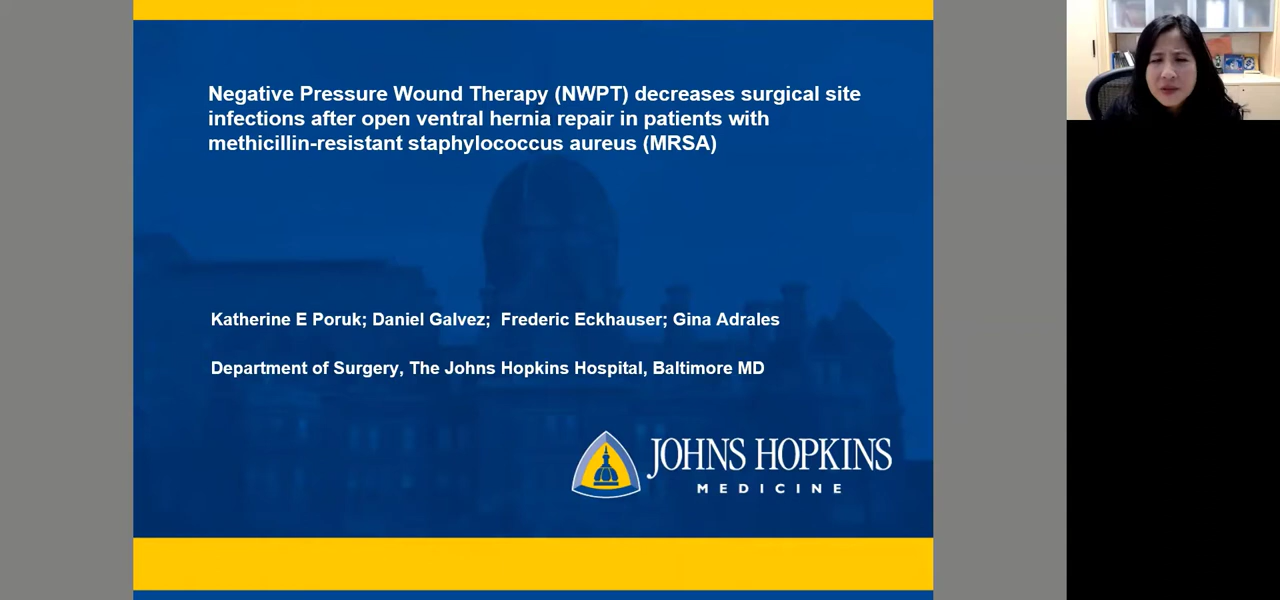 Negative Pressure Wound Therapy (NWPT) decreases surgical site
infections after open ventral hernia repair in patients with
methicillin-resistant staphylococcus aureus (MRSA)
Katherine E Poruk; Daniel Galvez;  Frederic Eckhauser; Gina Adrales
Department of Surgery, The Johns Hopkins Hospital, Baltimore MD
JOHNS HOPKINS
MEDICINE